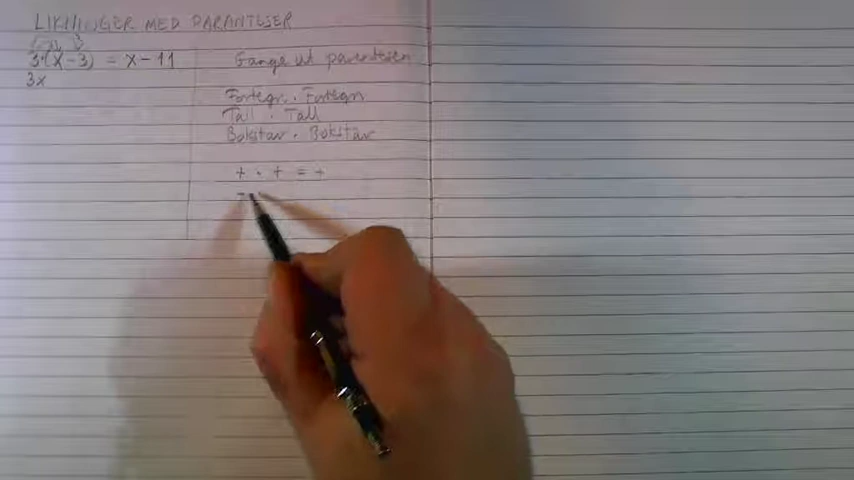 LIKNINGER MED PARANTESER
3·(x-3) = x-11
3x
Gange ut parentesen
Fortegn · Fortegn
Tall · Tall
Bokstav · Bokstav
+ · + = +
-